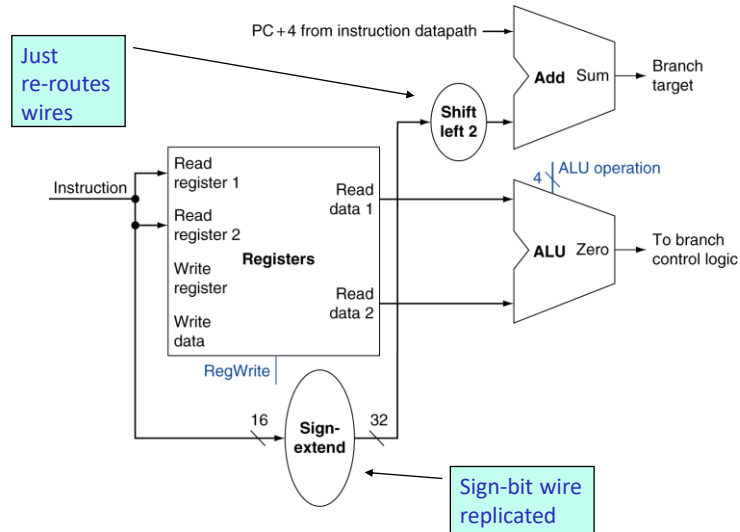 Just
re-routes
wires
PC+4 from instruction datapath
Add Sum
Branch
target
Shift
left 2
Instruction
Read
register 1
Read
register 2
Write
register
Write
data
Registers
Read
data 1
Read
data 2
RegWrite
4
ALU operation
ALU Zero
To branch
control logic
16
Sign-
extend
32
Sign-bit wire
replicated